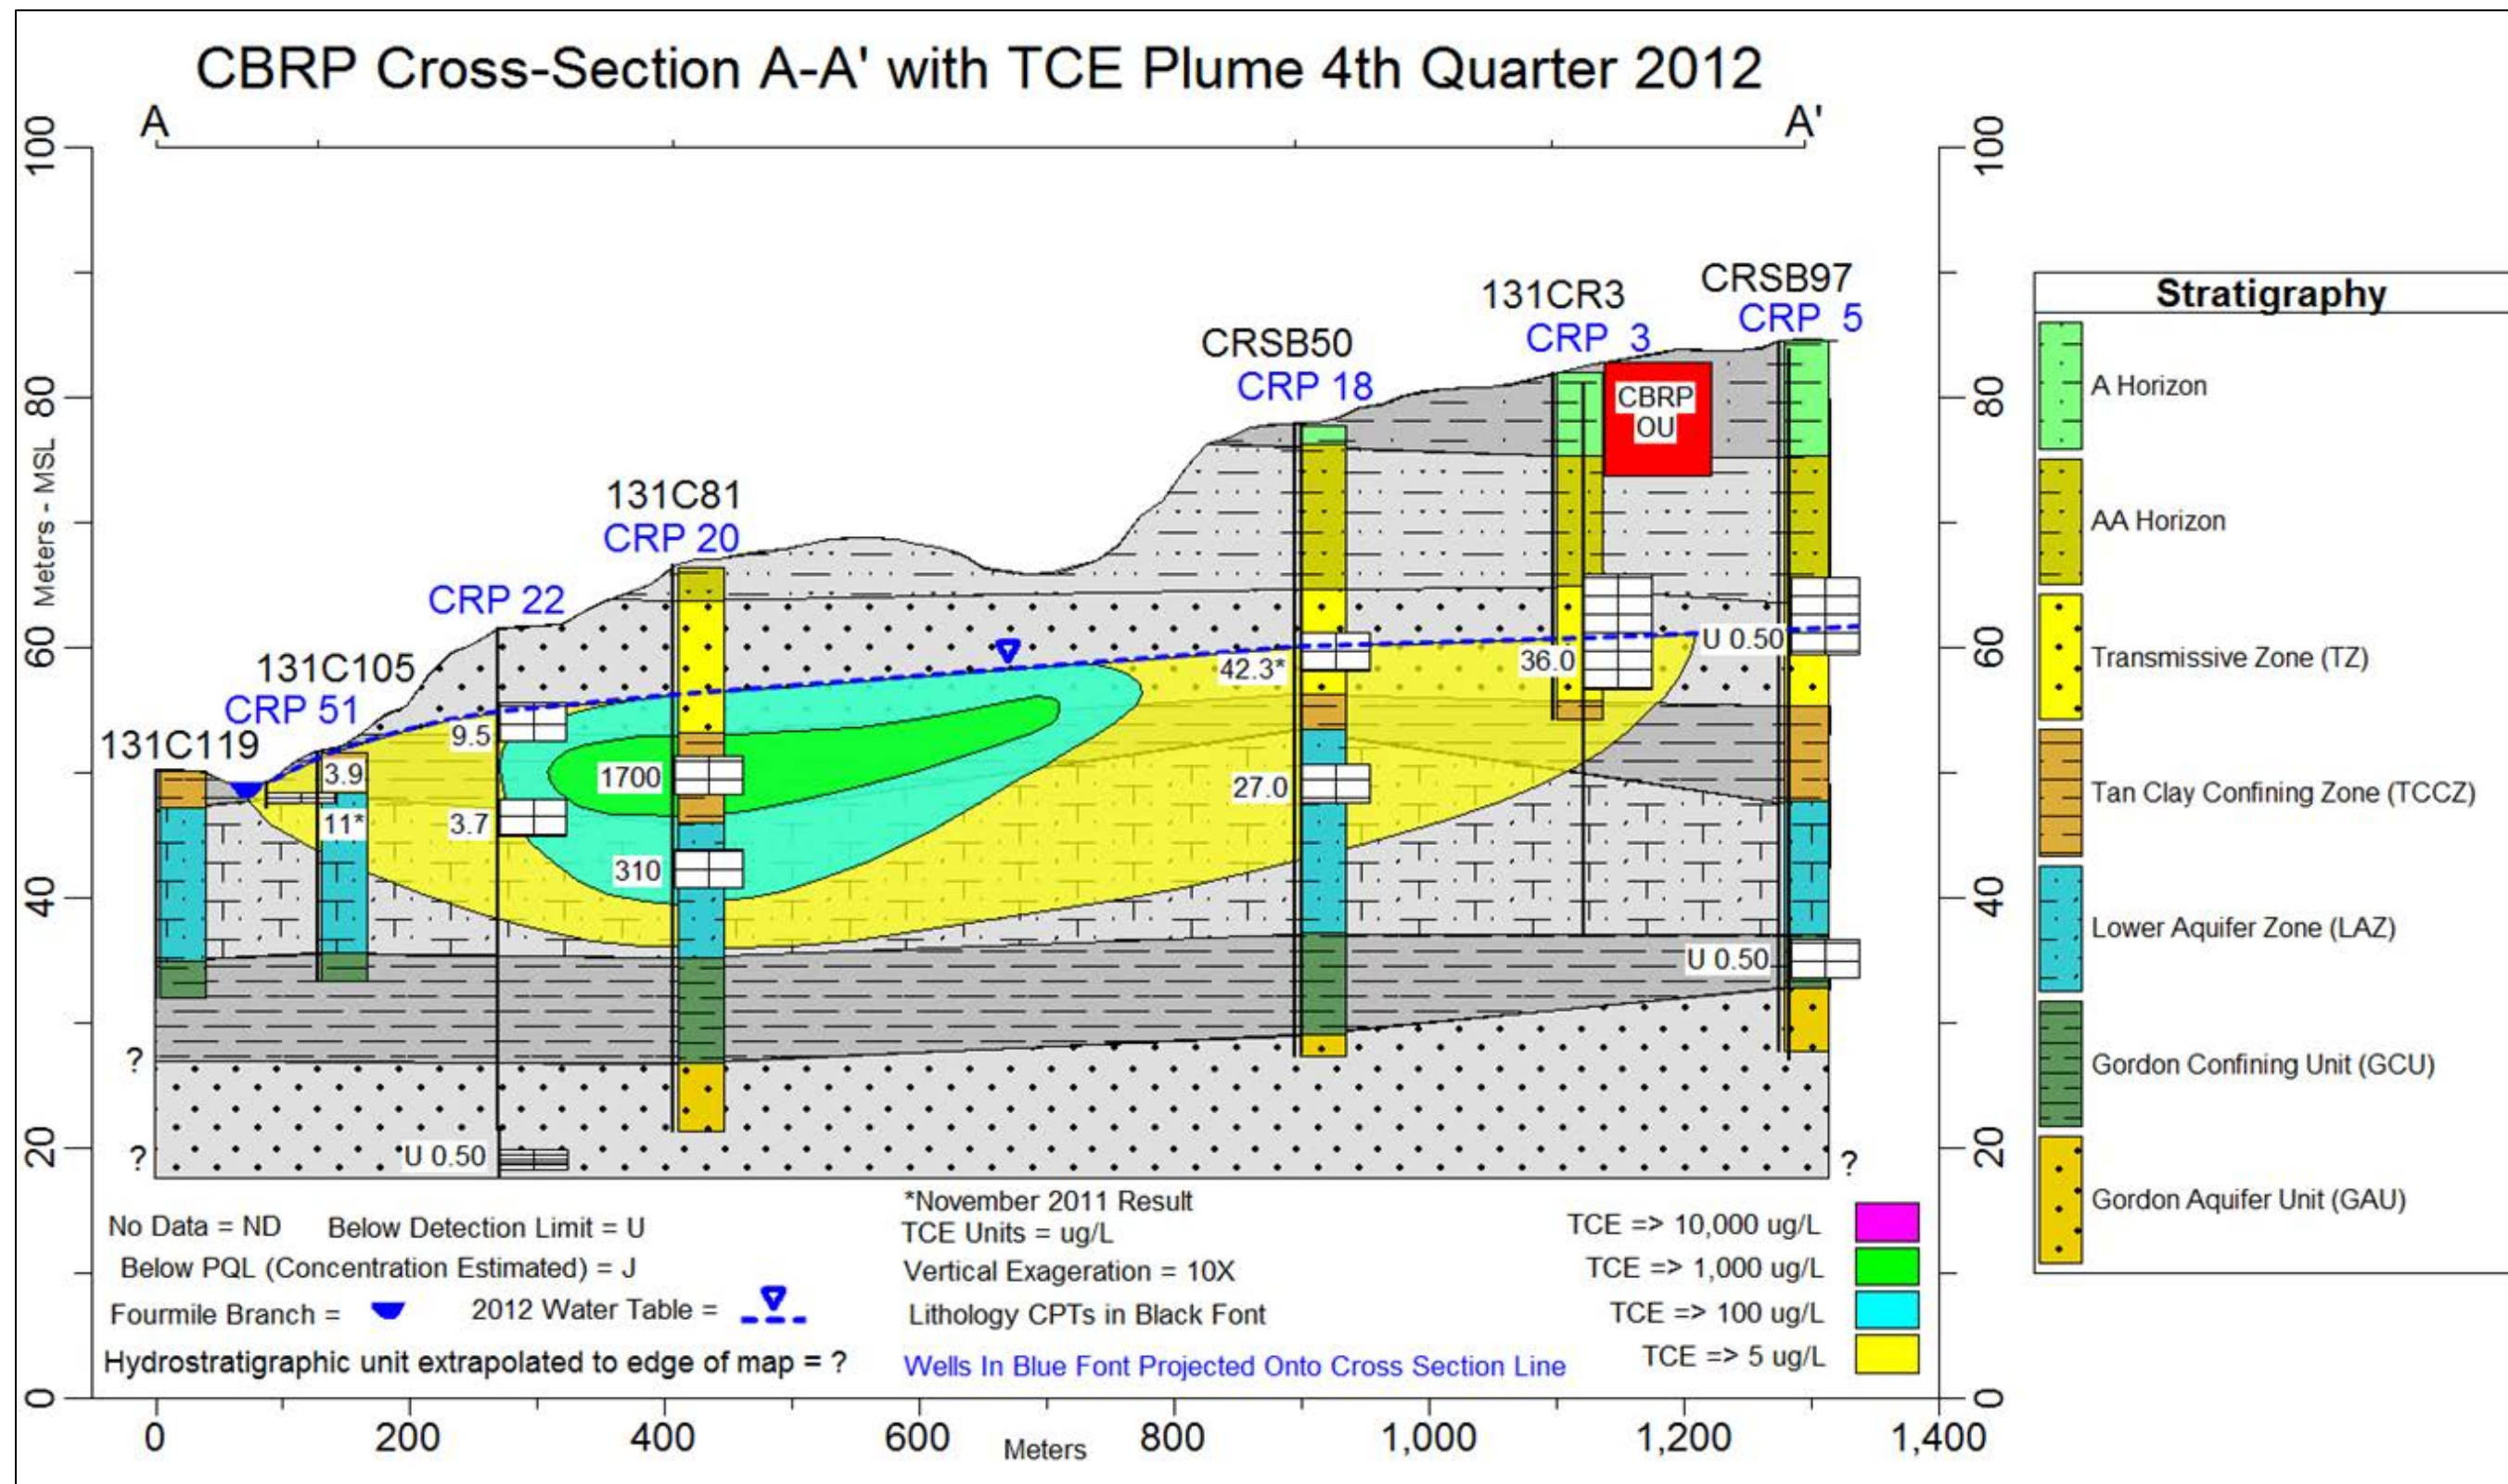 CBRP Cross-Section A-A' with TCE Plume 4th Quarter 2012
A
A'
100
80
60
40
20
0
Meters - MSL
100
80
60
40
20
0
131C119
131C105
CRP 51
CRP 22
131C81
CRP 20
CRSB50
CRP 18
131CR3
CRP 3
CRSB97
CRP 5
CBRP
OU
3.9
11*
9.5
3.7
U 0.50
1700
310
42.3*
27.0
36.0
U 0.50
U 0.50
?
?
?
Stratigraphy
A Horizon
AA Horizon
Transmissive Zone (TZ)
Tan Clay Confining Zone (TCCZ)
Lower Aquifer Zone (LAZ)
Gordon Confining Unit (GCU)
Gordon Aquifer Unit (GAU)
No Data = ND Below Detection Limit = U
Below PQL (Concentration Estimated) = J
Fourmile Branch =
2012 Water Table =
Hydrostratigraphic unit extrapolated to edge of map = ?
*November 2011 Result
TCE Units = ug/L
Vertical Exageration = 10X
Lithology CPTs in Black Font
Wells In Blue Font Projected Onto Cross Section Line
TCE => 10,000 ug/L
TCE => 1,000 ug/L
TCE => 100 ug/L
TCE => 5 ug/L
0 200 400 600 800 1,000 1,200 1,400
Meters